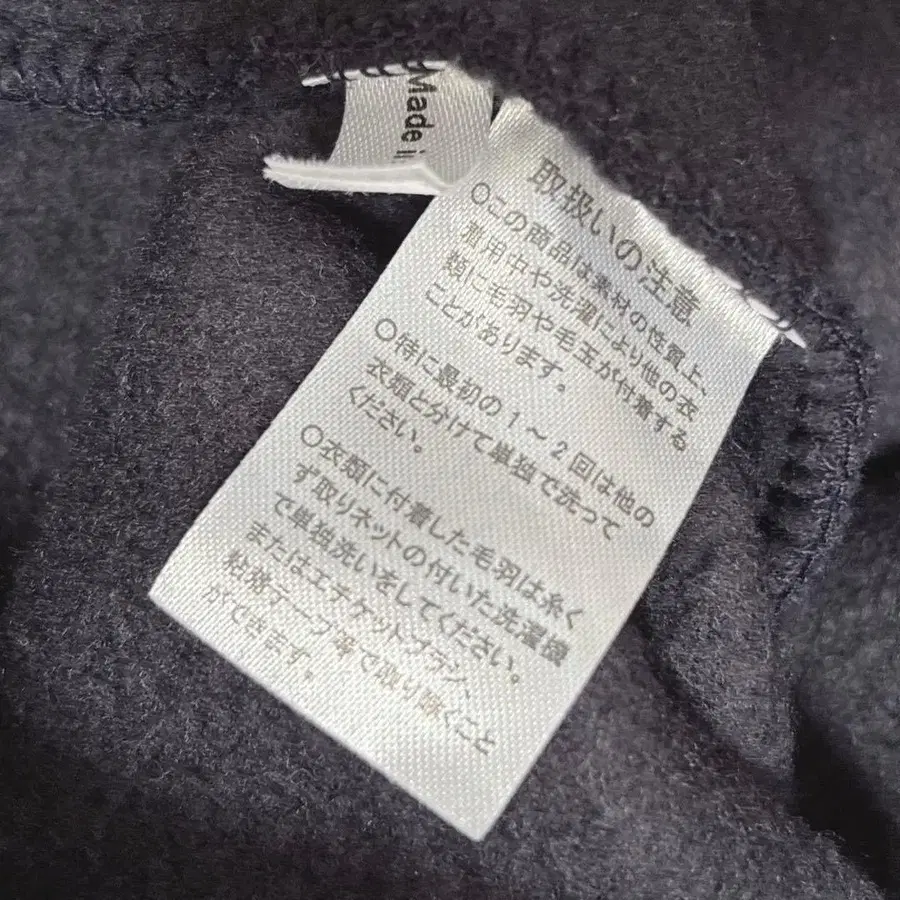 Made in
取扱いの注意
○この商品は素材の性質上、
着用中や洗濯により他の衣
類に毛羽や毛玉が付着する
ことがあります。
○特に最初の1〜2回は他の
衣類と分けて単独で洗って
ください。
○衣類に付着した毛羽は糸く
ず取りネットの付いた洗濯機
で単独洗いをしてください。
またはエチケットブラシ、
粘着テープ等で取り除くこと
ができます。